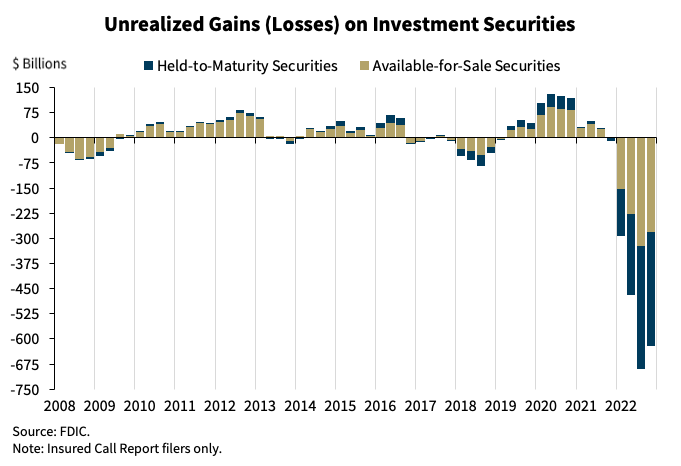 Unrealized Gains (Losses) on Investment Securities
$ Billions
Held-to-Maturity Securities
Available-for-Sale Securities
150
75
0
-75
-150
-225
-300
-375
-450
-525
-600
-675
-750
2008 2009 2010 2011 2012 2013 2014 2015 2016 2017 2018 2019 2020 2021 2022
Source: FDIC.
Note: Insured Call Report filers only.